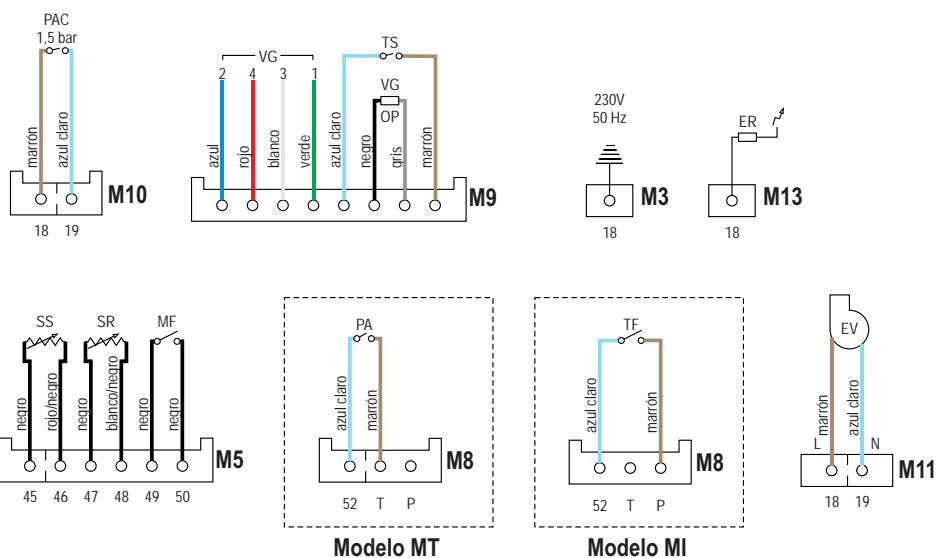 PAC
1,5 bar
marrón
azul claro
M10
18 19
VG
2 4 3 1
TS
VG
OP
azul
rojo
blanco
verde
azul claro
negro
gris
marrón
M9
230V
50 Hz
M3
18
ER
M13
18
SS SR MF
negro
rojo/negro
negro
blanco/negro
negro
negro
M5
45 46 47 48 49 50
PA
azul claro
marrón
M8
52 T P
Modelo MT
TF
azul claro
marrón
M8
52 T P
Modelo MI
EV
marrón
azul claro
L N
M11
18 19